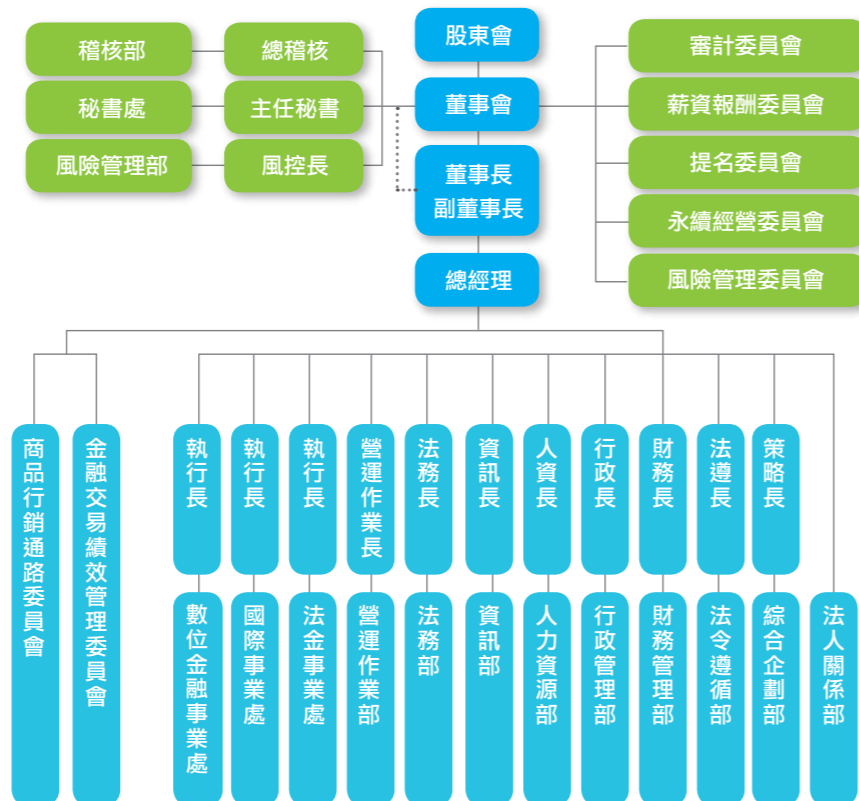 股東會
稽核部
總稽核
審計委員會
秘書處
主任秘書
董事會
薪資報酬委員會
風險管理部
風控長
董事長
副董事長
提名委員會
永續經營委員會
總經理
風險管理委員會
商品行銷通路委員會
金融交易績效管理委員會
執行長
執行長
執行長
營運作業長
法務長
資訊長
人資長
行政長
財務長
法遵長
策略長
數位金融事業處
國際事業處
法金事業處
營運作業部
法務部
資訊部
人力資源部
行政管理部
財務管理部
法令遵循部
綜合企劃部
法人關係部